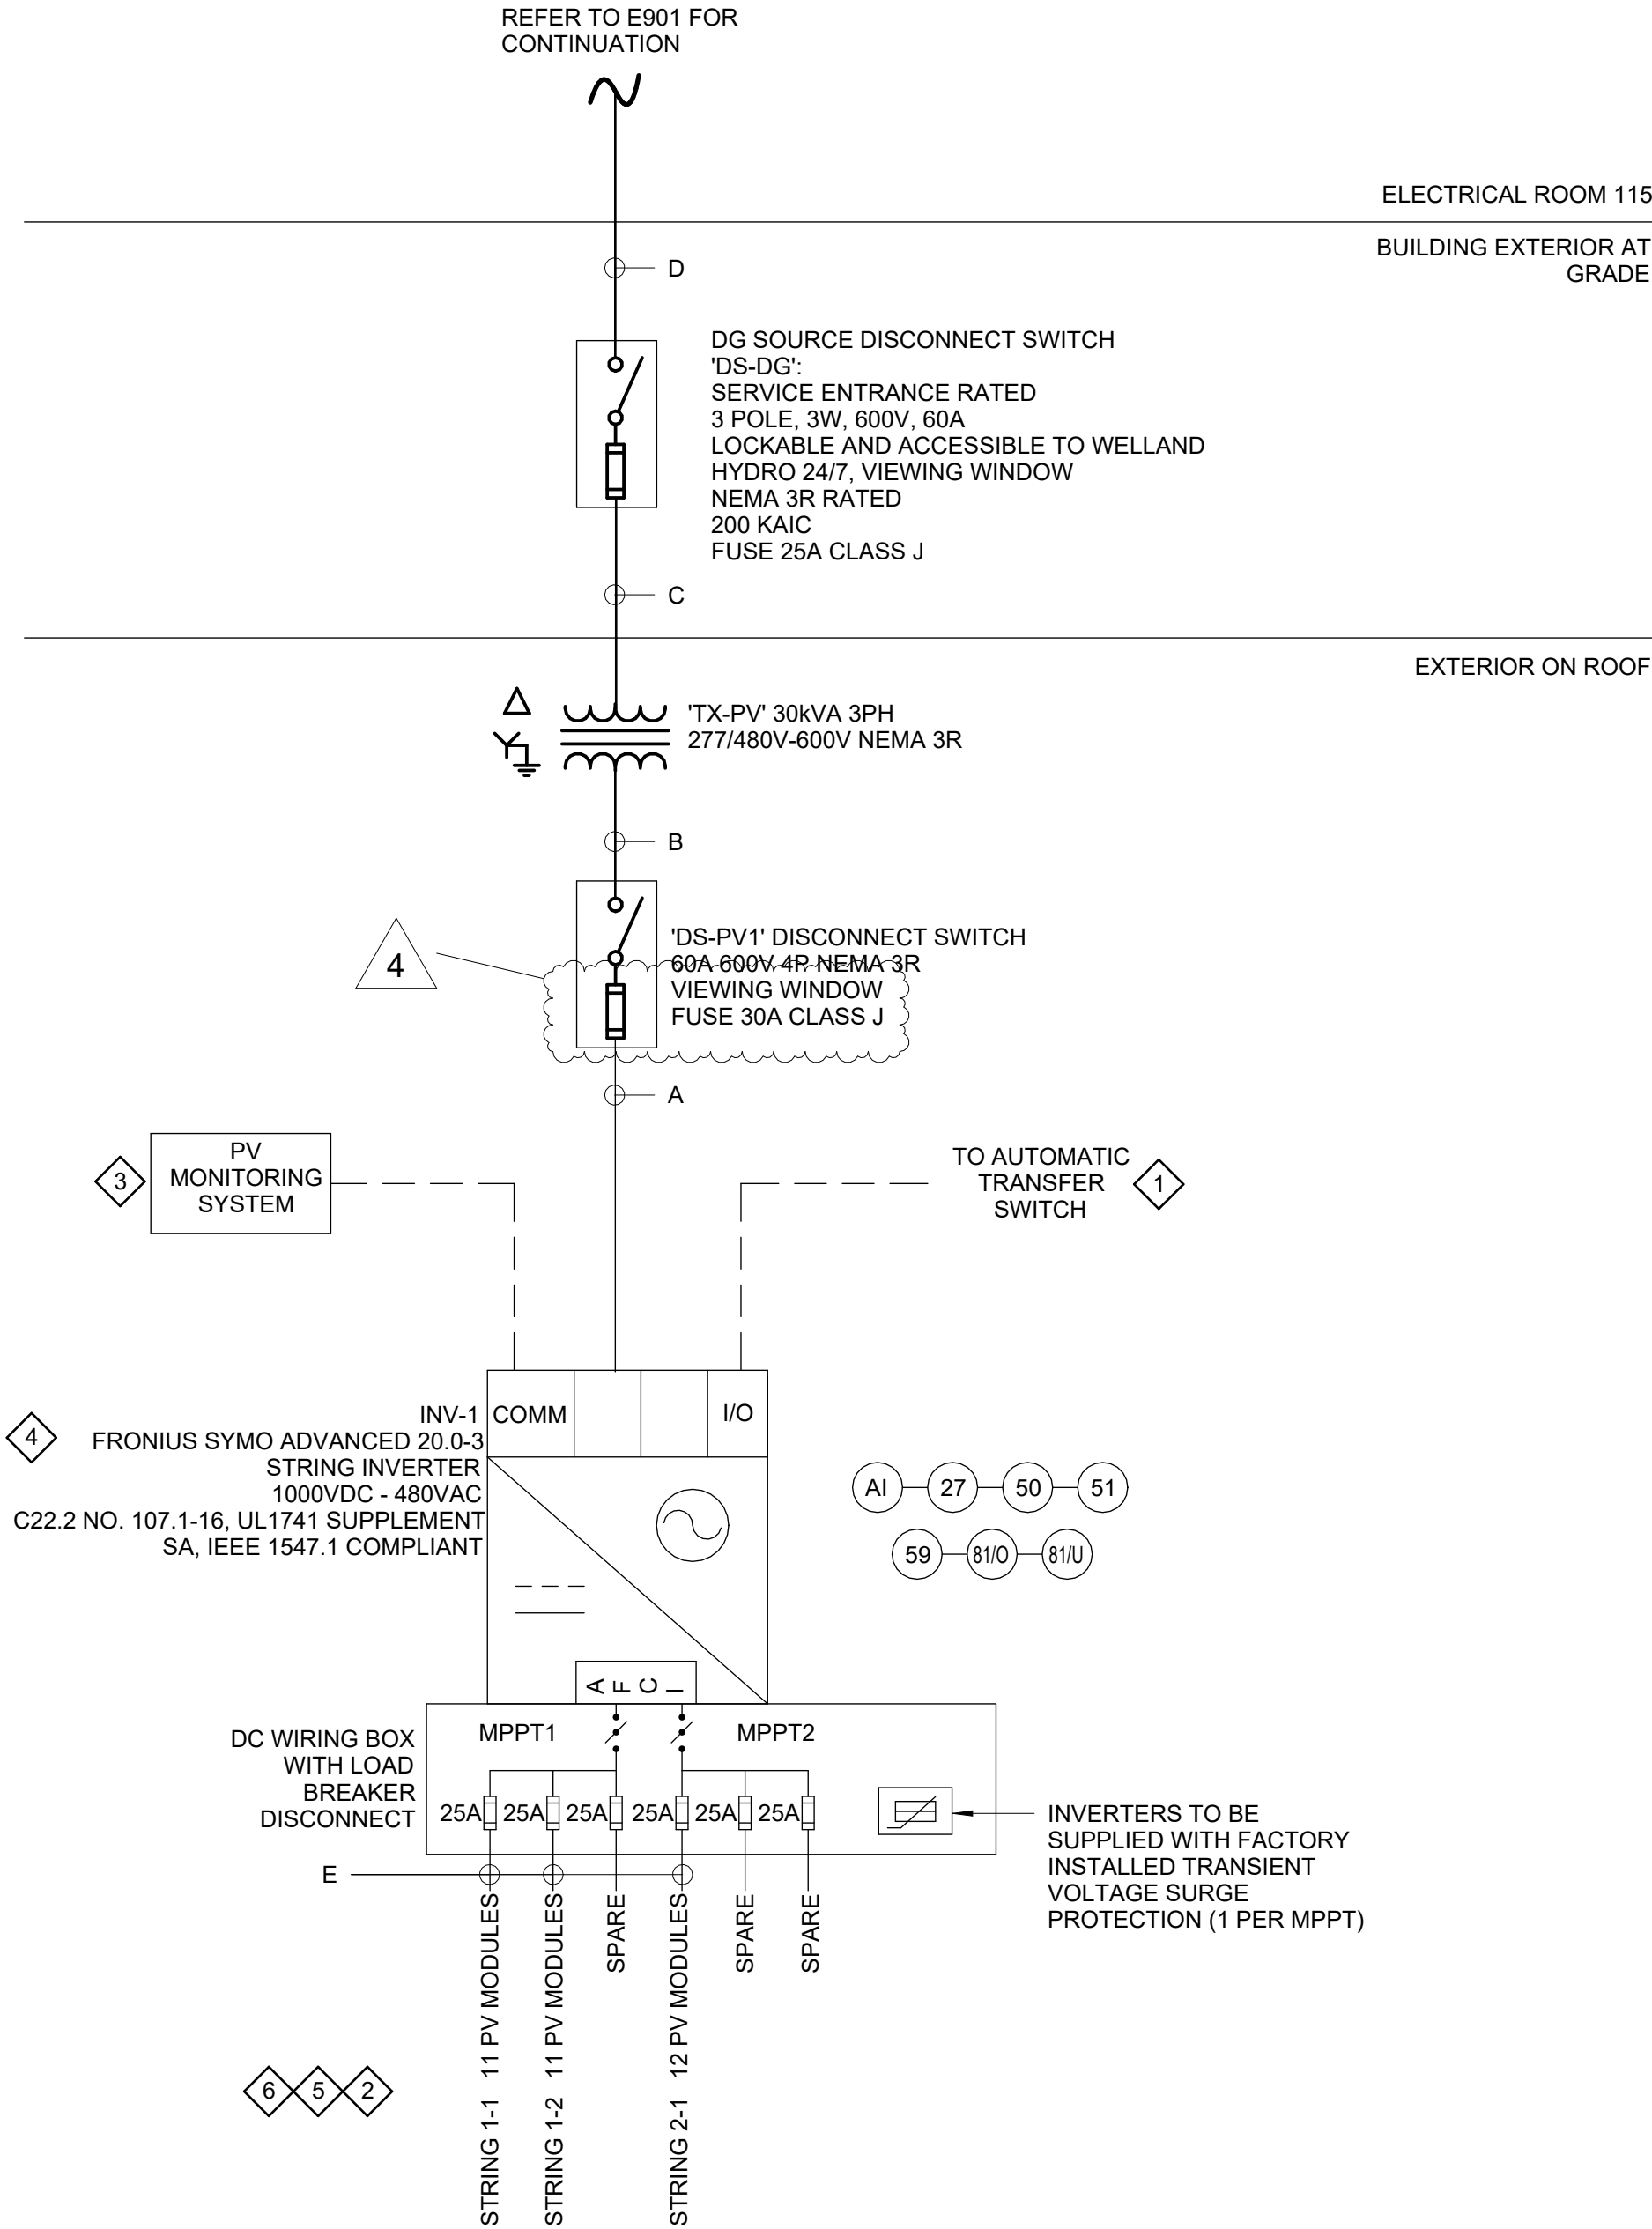 REFER TO E901 FOR
CONTINUATION
ELECTRICAL ROOM 115
BUILDING EXTERIOR AT
GRADE
D
DG SOURCE DISCONNECT SWITCH
'DS-DG':
SERVICE ENTRANCE RATED
3 POLE, 3W, 600V, 60A
LOCKABLE AND ACCESSIBLE TO WELLAND
HYDRO 24/7, VIEWING WINDOW
NEMA 3R RATED
200 KAIC
FUSE 25A CLASS J
C
EXTERIOR ON ROOF
'TX-PV' 30kVA 3PH
277/480V-600V NEMA 3R
B
4
'DS-PV1' DISCONNECT SWITCH
60A 600V 4P NEMA 3R
VIEWING WINDOW
FUSE 30A CLASS J
A
3
PV
MONITORING
SYSTEM
TO AUTOMATIC
TRANSFER
SWITCH
1
4
INV-1
FRONIUS SYMO ADVANCED 20.0-3
STRING INVERTER
1000VDC - 480VAC
C22.2 NO. 107.1-16, UL1741 SUPPLEMENT
SA, IEEE 1547.1 COMPLIANT
COMM
I/O
AI
27
50
51
59
81/O
81/U
AFCI
DC WIRING BOX
WITH LOAD
BREAKER
DISCONNECT
MPPT1
MPPT2
25A
25A
25A
25A
25A
25A
INVERTERS TO BE
SUPPLIED WITH FACTORY
INSTALLED TRANSIENT
VOLTAGE SURGE
PROTECTION (1 PER MPPT)
E
STRING 1-1 11 PV MODULES
STRING 1-2 11 PV MODULES
SPARE
STRING 2-1 12 PV MODULES
SPARE
SPARE
6
5
2